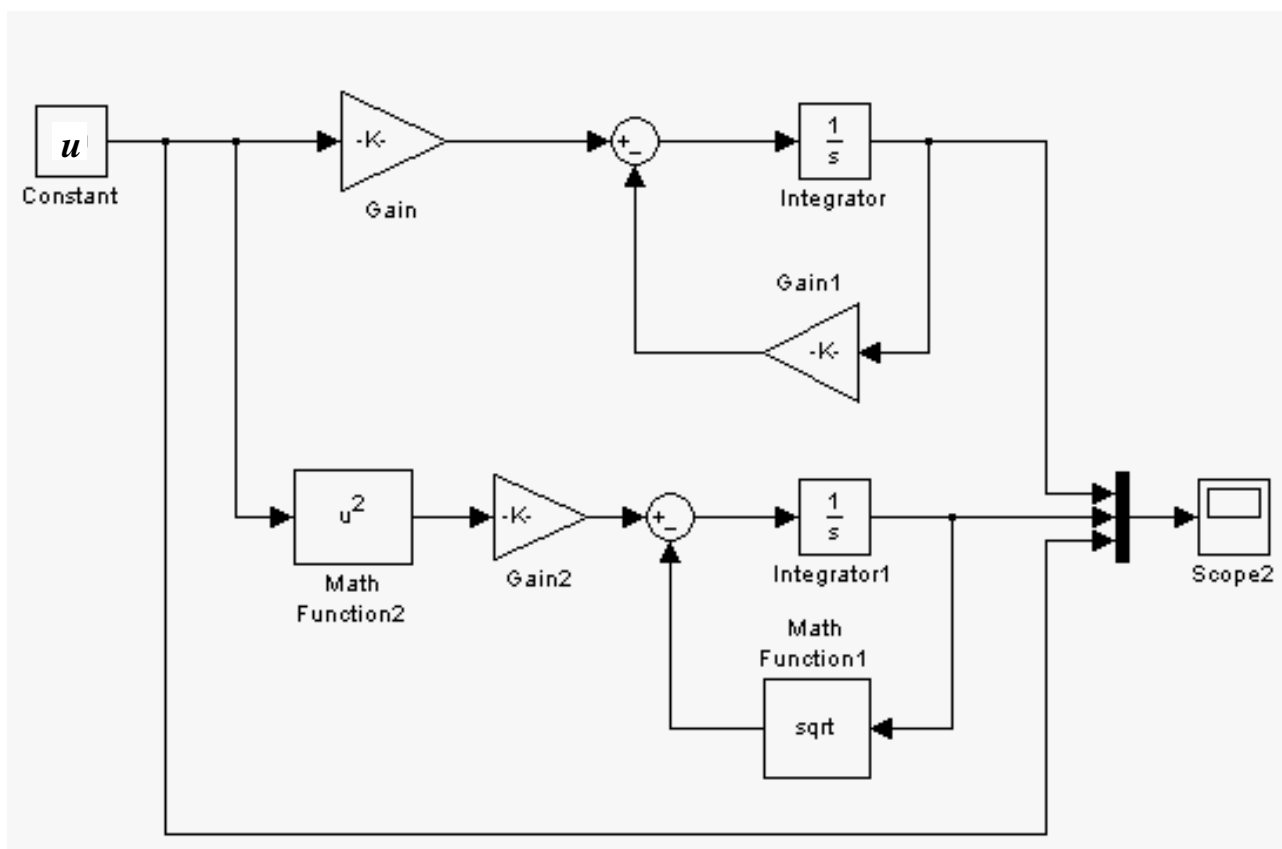 u
Constant
-K-
Gain
+
-
1
s
Integrator
Gain1
-K-
u2
Math
Function2
-K-
Gain2
+
-
1
s
Integrator1
Math
Function1
sqrt
Scope2